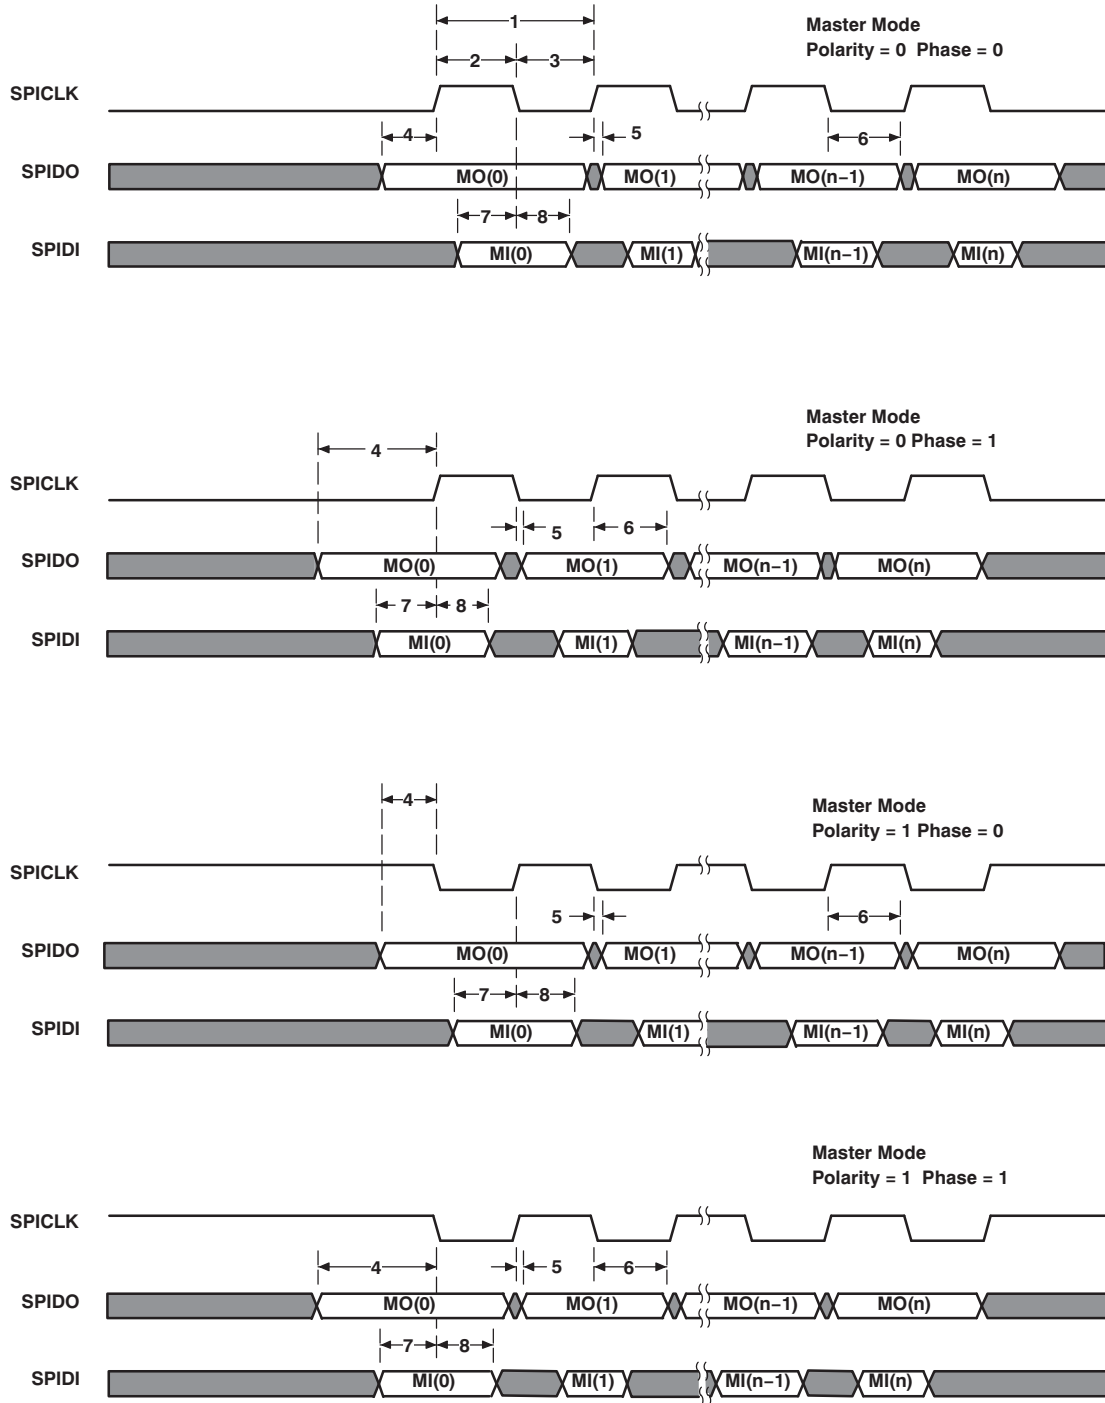 1
Master Mode
Polarity = 0 Phase = 0
2 3
SPICLK
4 5 6
SPIDO MO(0) MO(1) MO(n−1) MO(n)
7 8
SPIDI MI(0) MI(1) MI(n−1) MI(n)
Master Mode
Polarity = 0 Phase = 1
4
SPICLK
5 6
SPIDO MO(0) MO(1) MO(n−1) MO(n)
7 8
SPIDI MI(0) MI(1) MI(n−1) MI(n)
4
Master Mode
Polarity = 1 Phase = 0
SPICLK
5 6
SPIDO MO(0) MO(1) MO(n−1) MO(n)
7 8
SPIDI MI(0) MI(1) MI(n−1) MI(n)
Master Mode
Polarity = 1 Phase = 1
SPICLK
4 5 6
SPIDO MO(0) MO(1) MO(n−1) MO(n)
7 8
SPIDI MI(0) MI(1) MI(n−1) MI(n)